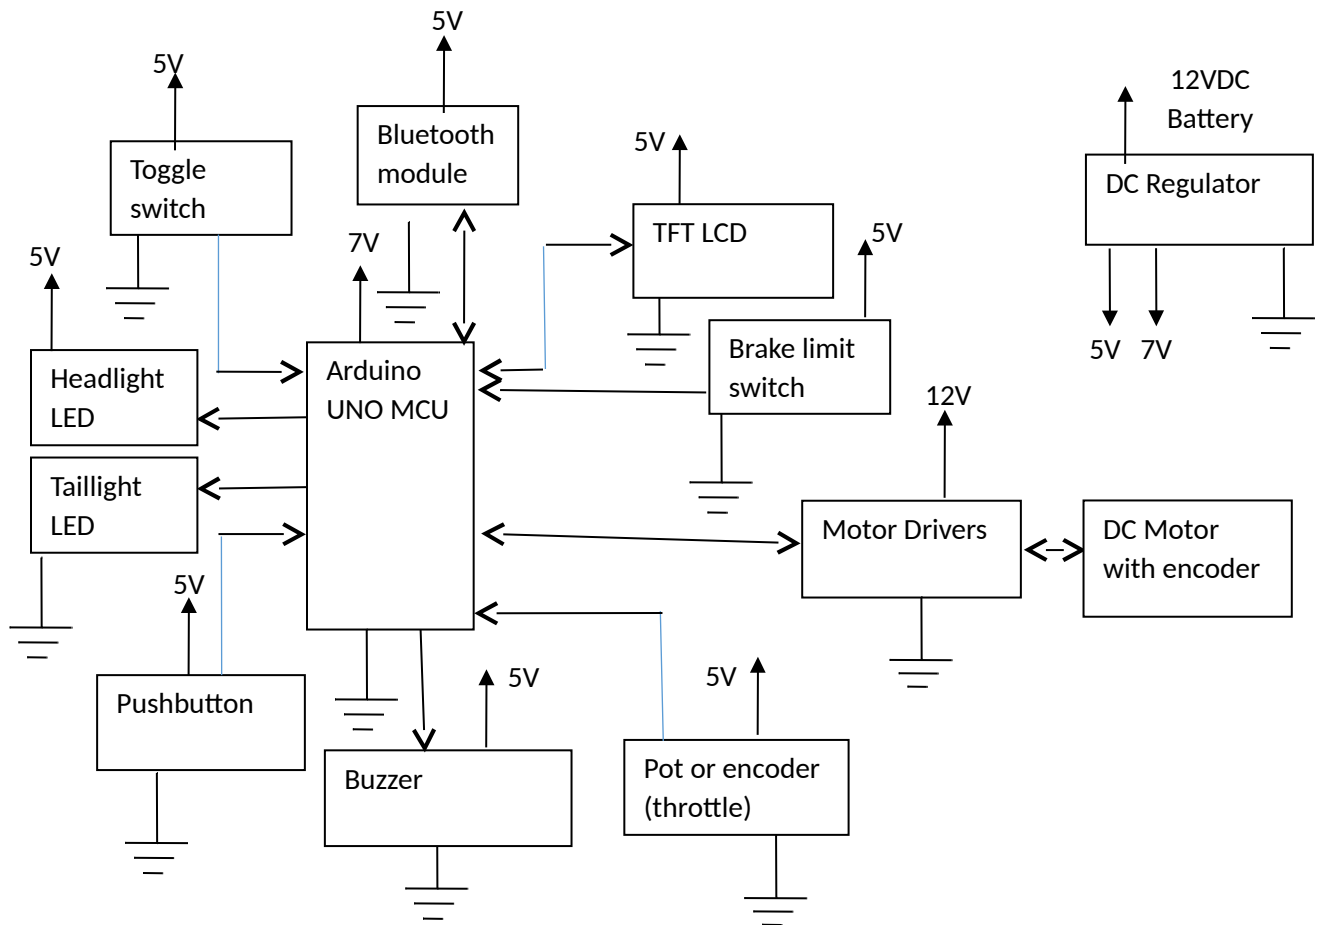 5V
5V
12VDC
Battery
Bluetooth
module
5V
Toggle
switch
DC Regulator
TFT LCD
7V
5V
5V
5V 7V
Brake limit
switch
Arduino
UNO MCU
Headlight
LED
12V
Taillight
LED
Motor Drivers
DC Motor
with encoder
5V
5V
5V
Pushbutton
Buzzer
Pot or encoder
(throttle)